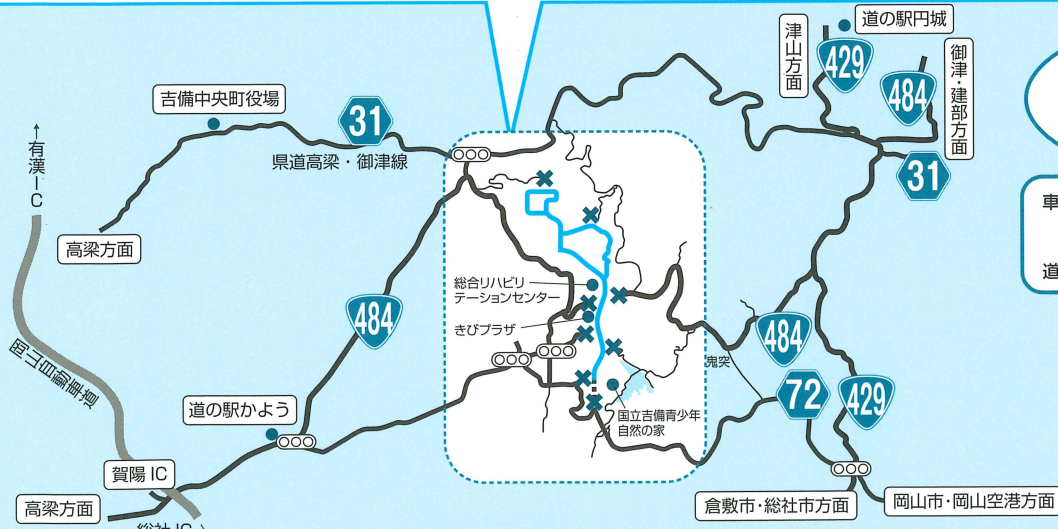 道の駅円城
津山方面
429
484
御津・建部方面
31
吉備中央町役場
31
県道高梁・御津線
←有漢IC
高梁方面
岡山自動車道
484
総合リハビリ
テーションセンター
きびプラザ
国立吉備青少年
自然の家
鬼突
484
72
429
道の駅かよう
賀陽 IC
高梁方面
倉敷市・総社市方面
岡山市・岡山空港方面
車
道